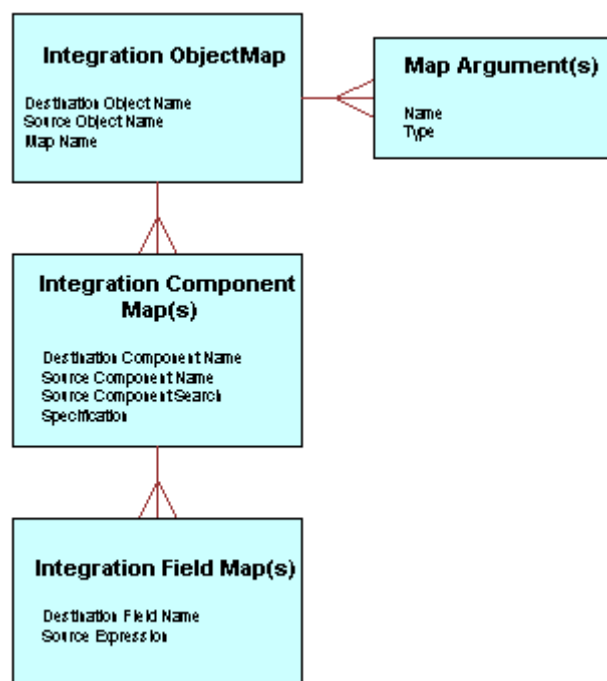 Integration ObjectMap
Destination Object Name
Source Object Name
Map Name
Map Argument(s)
Name
Type
Integration Component
Map(s)
Destination Component Name
Source Component Name
Source Component Search
Specification
Integration Field Map(s)
Destination Field Name
Source Expression